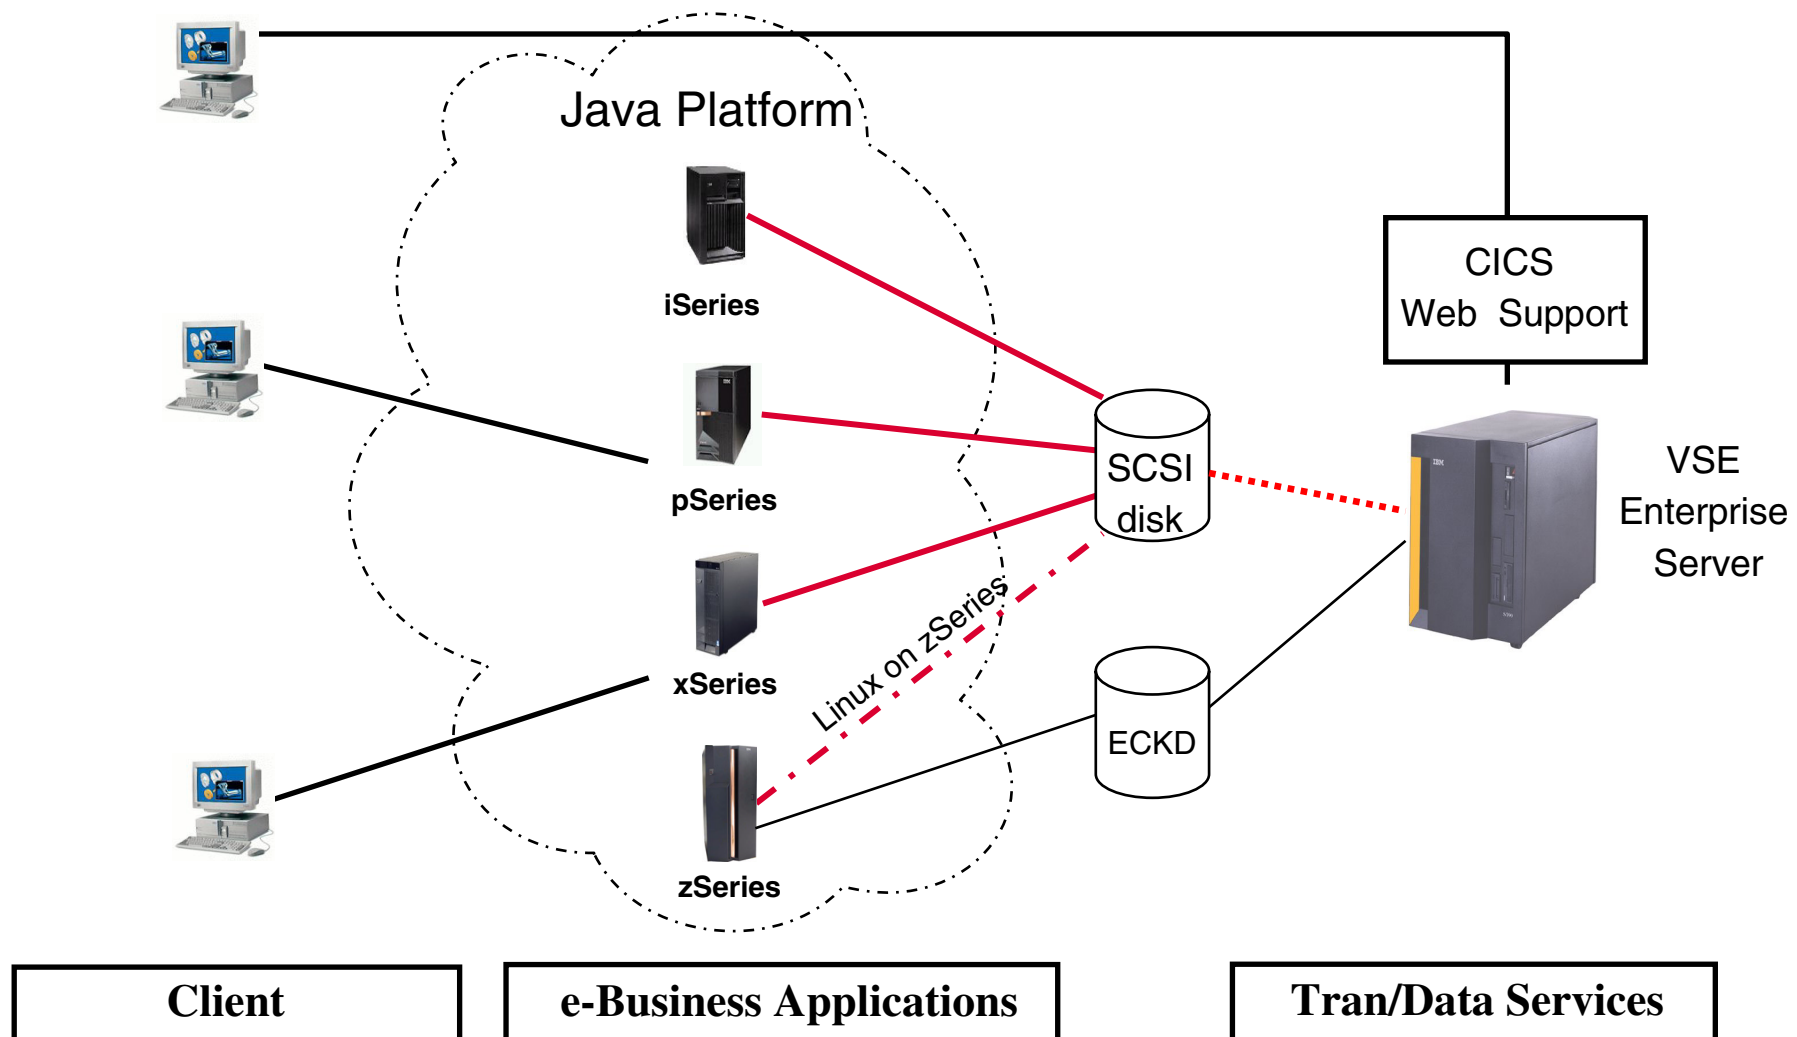 Java Platform
iSeries
CICS
Web Support
pSeries
SCSI
disk
VSE
Enterprise
Server
IBM
xSeries
Linux on zSeries
ECKD
zSeries
Client
e-Business Applications
Tran/Data Services